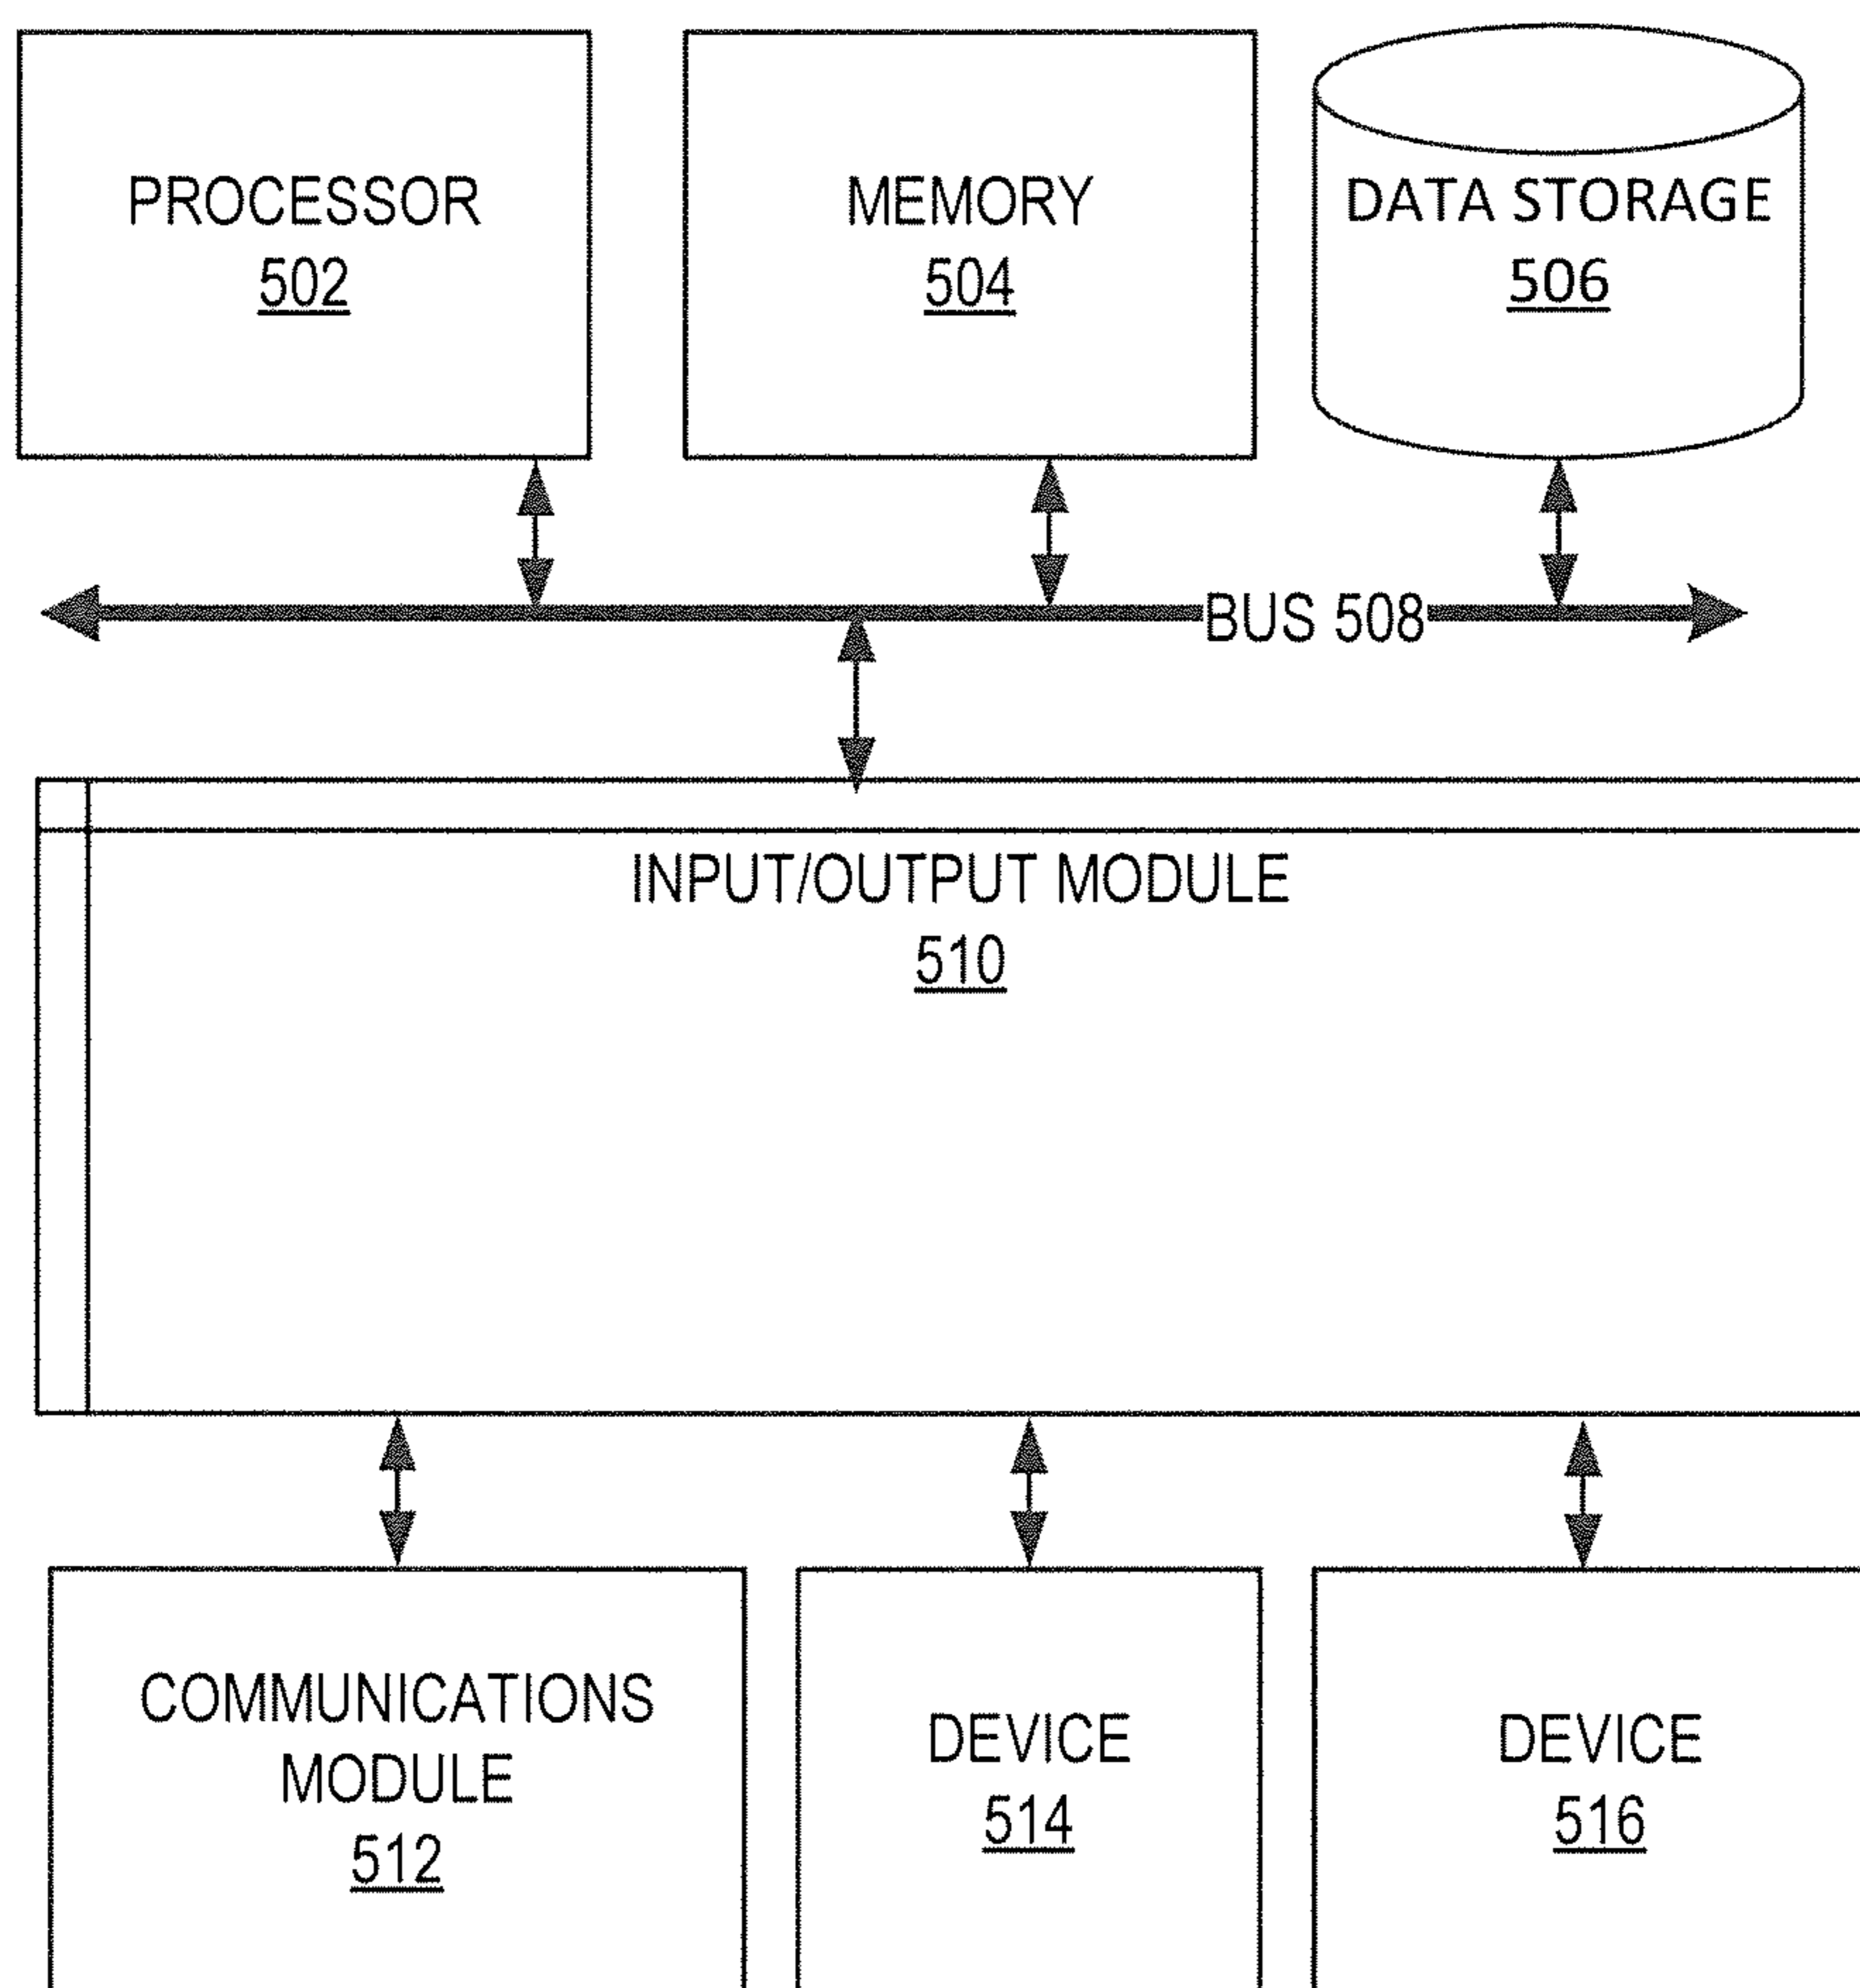 PROCESSOR
502
MEMORY
504
DATA STORAGE
506
BUS 508
INPUT/OUTPUT MODULE
510
COMMUNICATIONS
MODULE
512
DEVICE
514
DEVICE
516